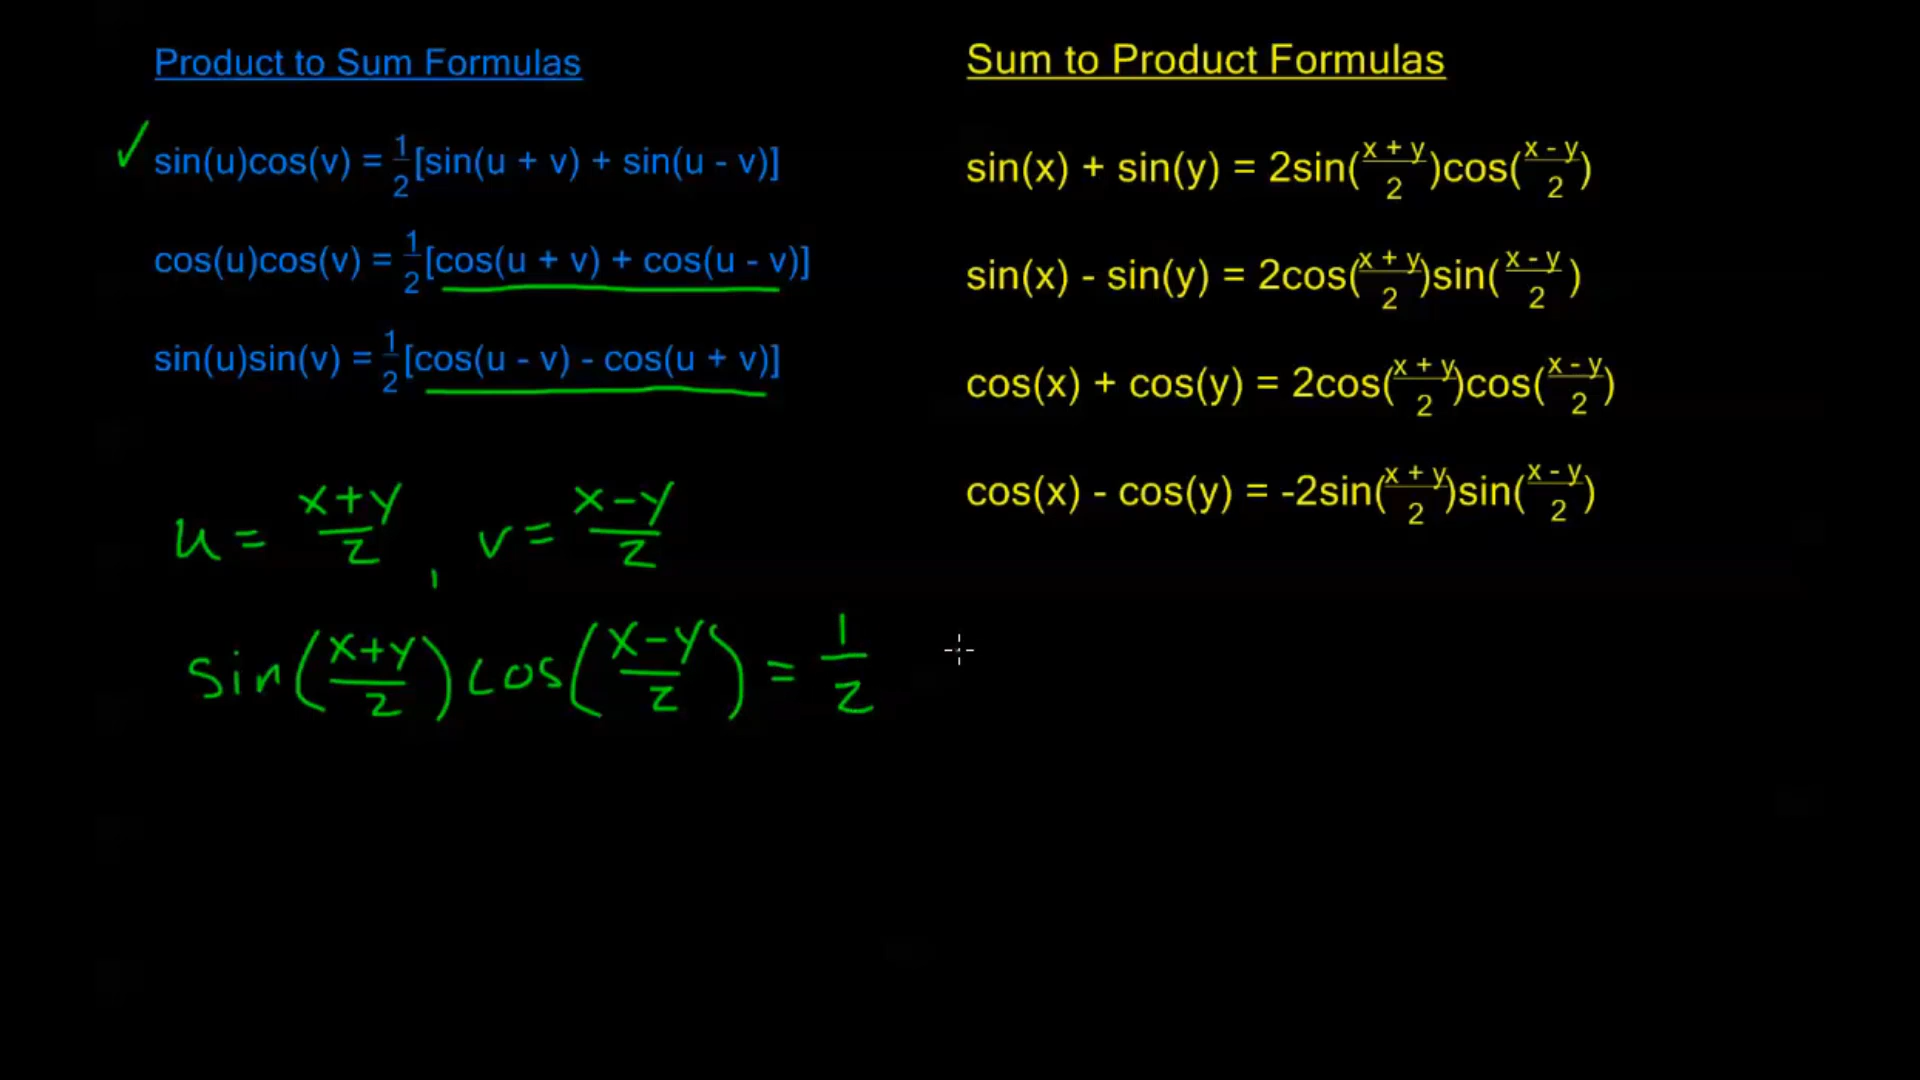 Product to Sum Formulas
✓ sin(u)cos(v) = 1/2[sin(u + v) + sin(u - v)]
cos(u)cos(v) = 1/2[cos(u + v) + cos(u - v)]
sin(u)sin(v) = 1/2[cos(u - v) - cos(u + v)]
u = (x+y)/2, v = (x-y)/2
sin((x+y)/2)cos((x-y)/2) = 1/2
Sum to Product Formulas
sin(x) + sin(y) = 2sin((x + y)/2)cos((x - y)/2)
sin(x) - sin(y) = 2cos((x + y)/2)sin((x - y)/2)
cos(x) + cos(y) = 2cos((x + y)/2)cos((x - y)/2)
cos(x) - cos(y) = -2sin((x + y)/2)sin((x - y)/2)